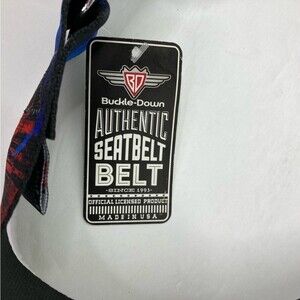 BD
Buckle-Down
AUTHENTIC
SEATBELT
BELT
-SINCE 1993-
OFFICIAL LICENSED PRODUCT
MADE IN USA